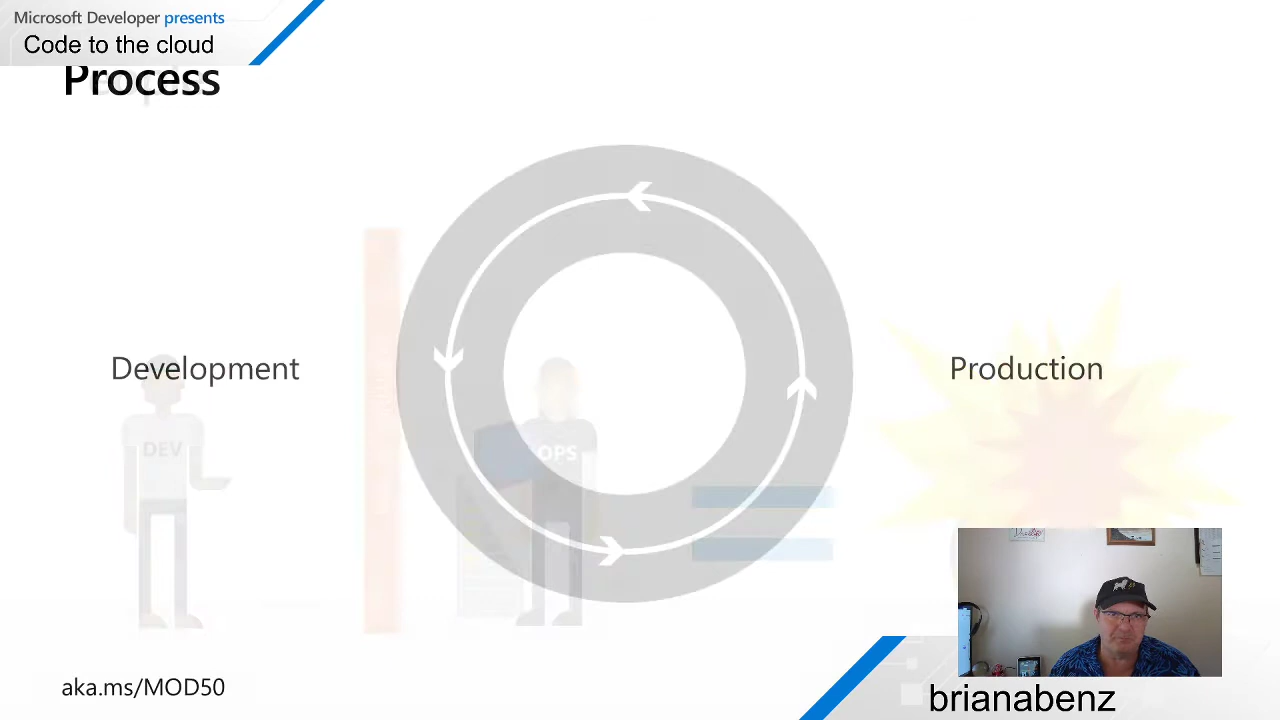 Microsoft Developer presents
Code to the cloud
Process
Development
Production
DEV
OPS
aka.ms/MOD50
brianabenz